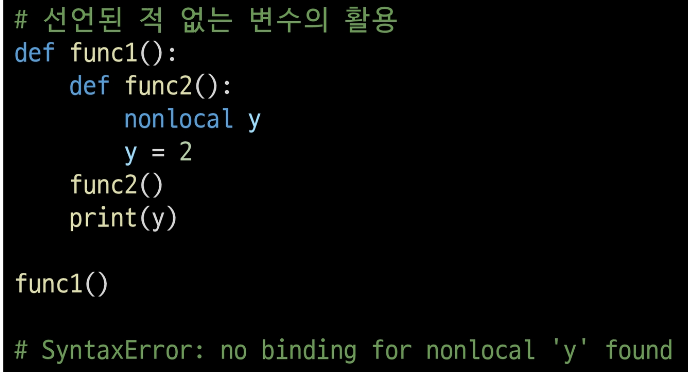 # 선언된 적 없는 변수의 활용
def func1():
    def func2():
        nonlocal y
        y = 2
    func2()
    print(y)

func1()

# SyntaxError: no binding for nonlocal 'y' found